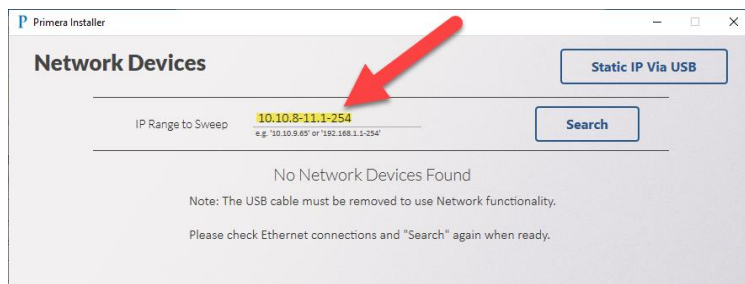 P Primera Installer
Network Devices
Static IP Via USB
IP Range to Sweep
10.10.8-11.1-254
e.g. '10.10.9.65' or '192.168.1.1-254'
Search
No Network Devices Found
Note: The USB cable must be removed to use Network functionality.
Please check Ethernet connections and "Search" again when ready.